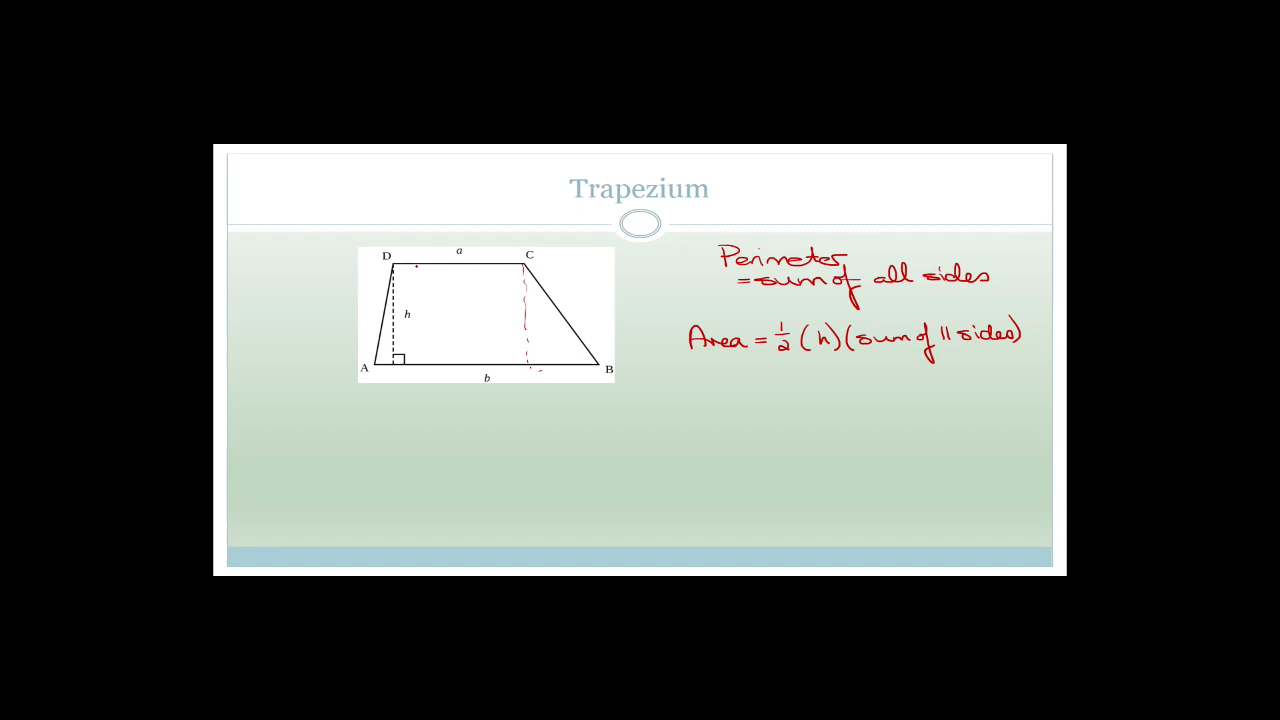 Trapezium
a
D
C
h
A
B
b
Perimeter
= sum of all sides
Area = 1/2 (h) (sum of || sides)